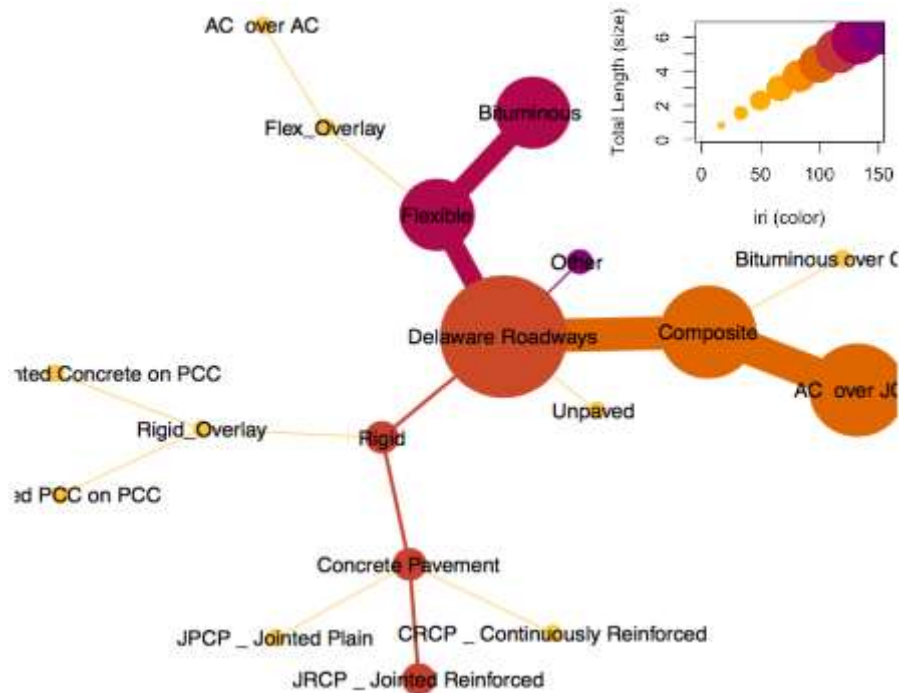 AC over AC
Flex_Overlay
Bituminous
Flexible
Total Length (size)
0 2 4 6
0 50 100 150
iri (color)
Other
Bituminous over
Delaware Roadways
Composite
AC over
Unpaved
Concrete on PCC
Rigid_Overlay
Rigid
PCC on PCC
Concrete Pavement
JPCP _ Jointed Plain
CRCP _ Continuously Reinforced
JRCP _ Jointed Reinforced